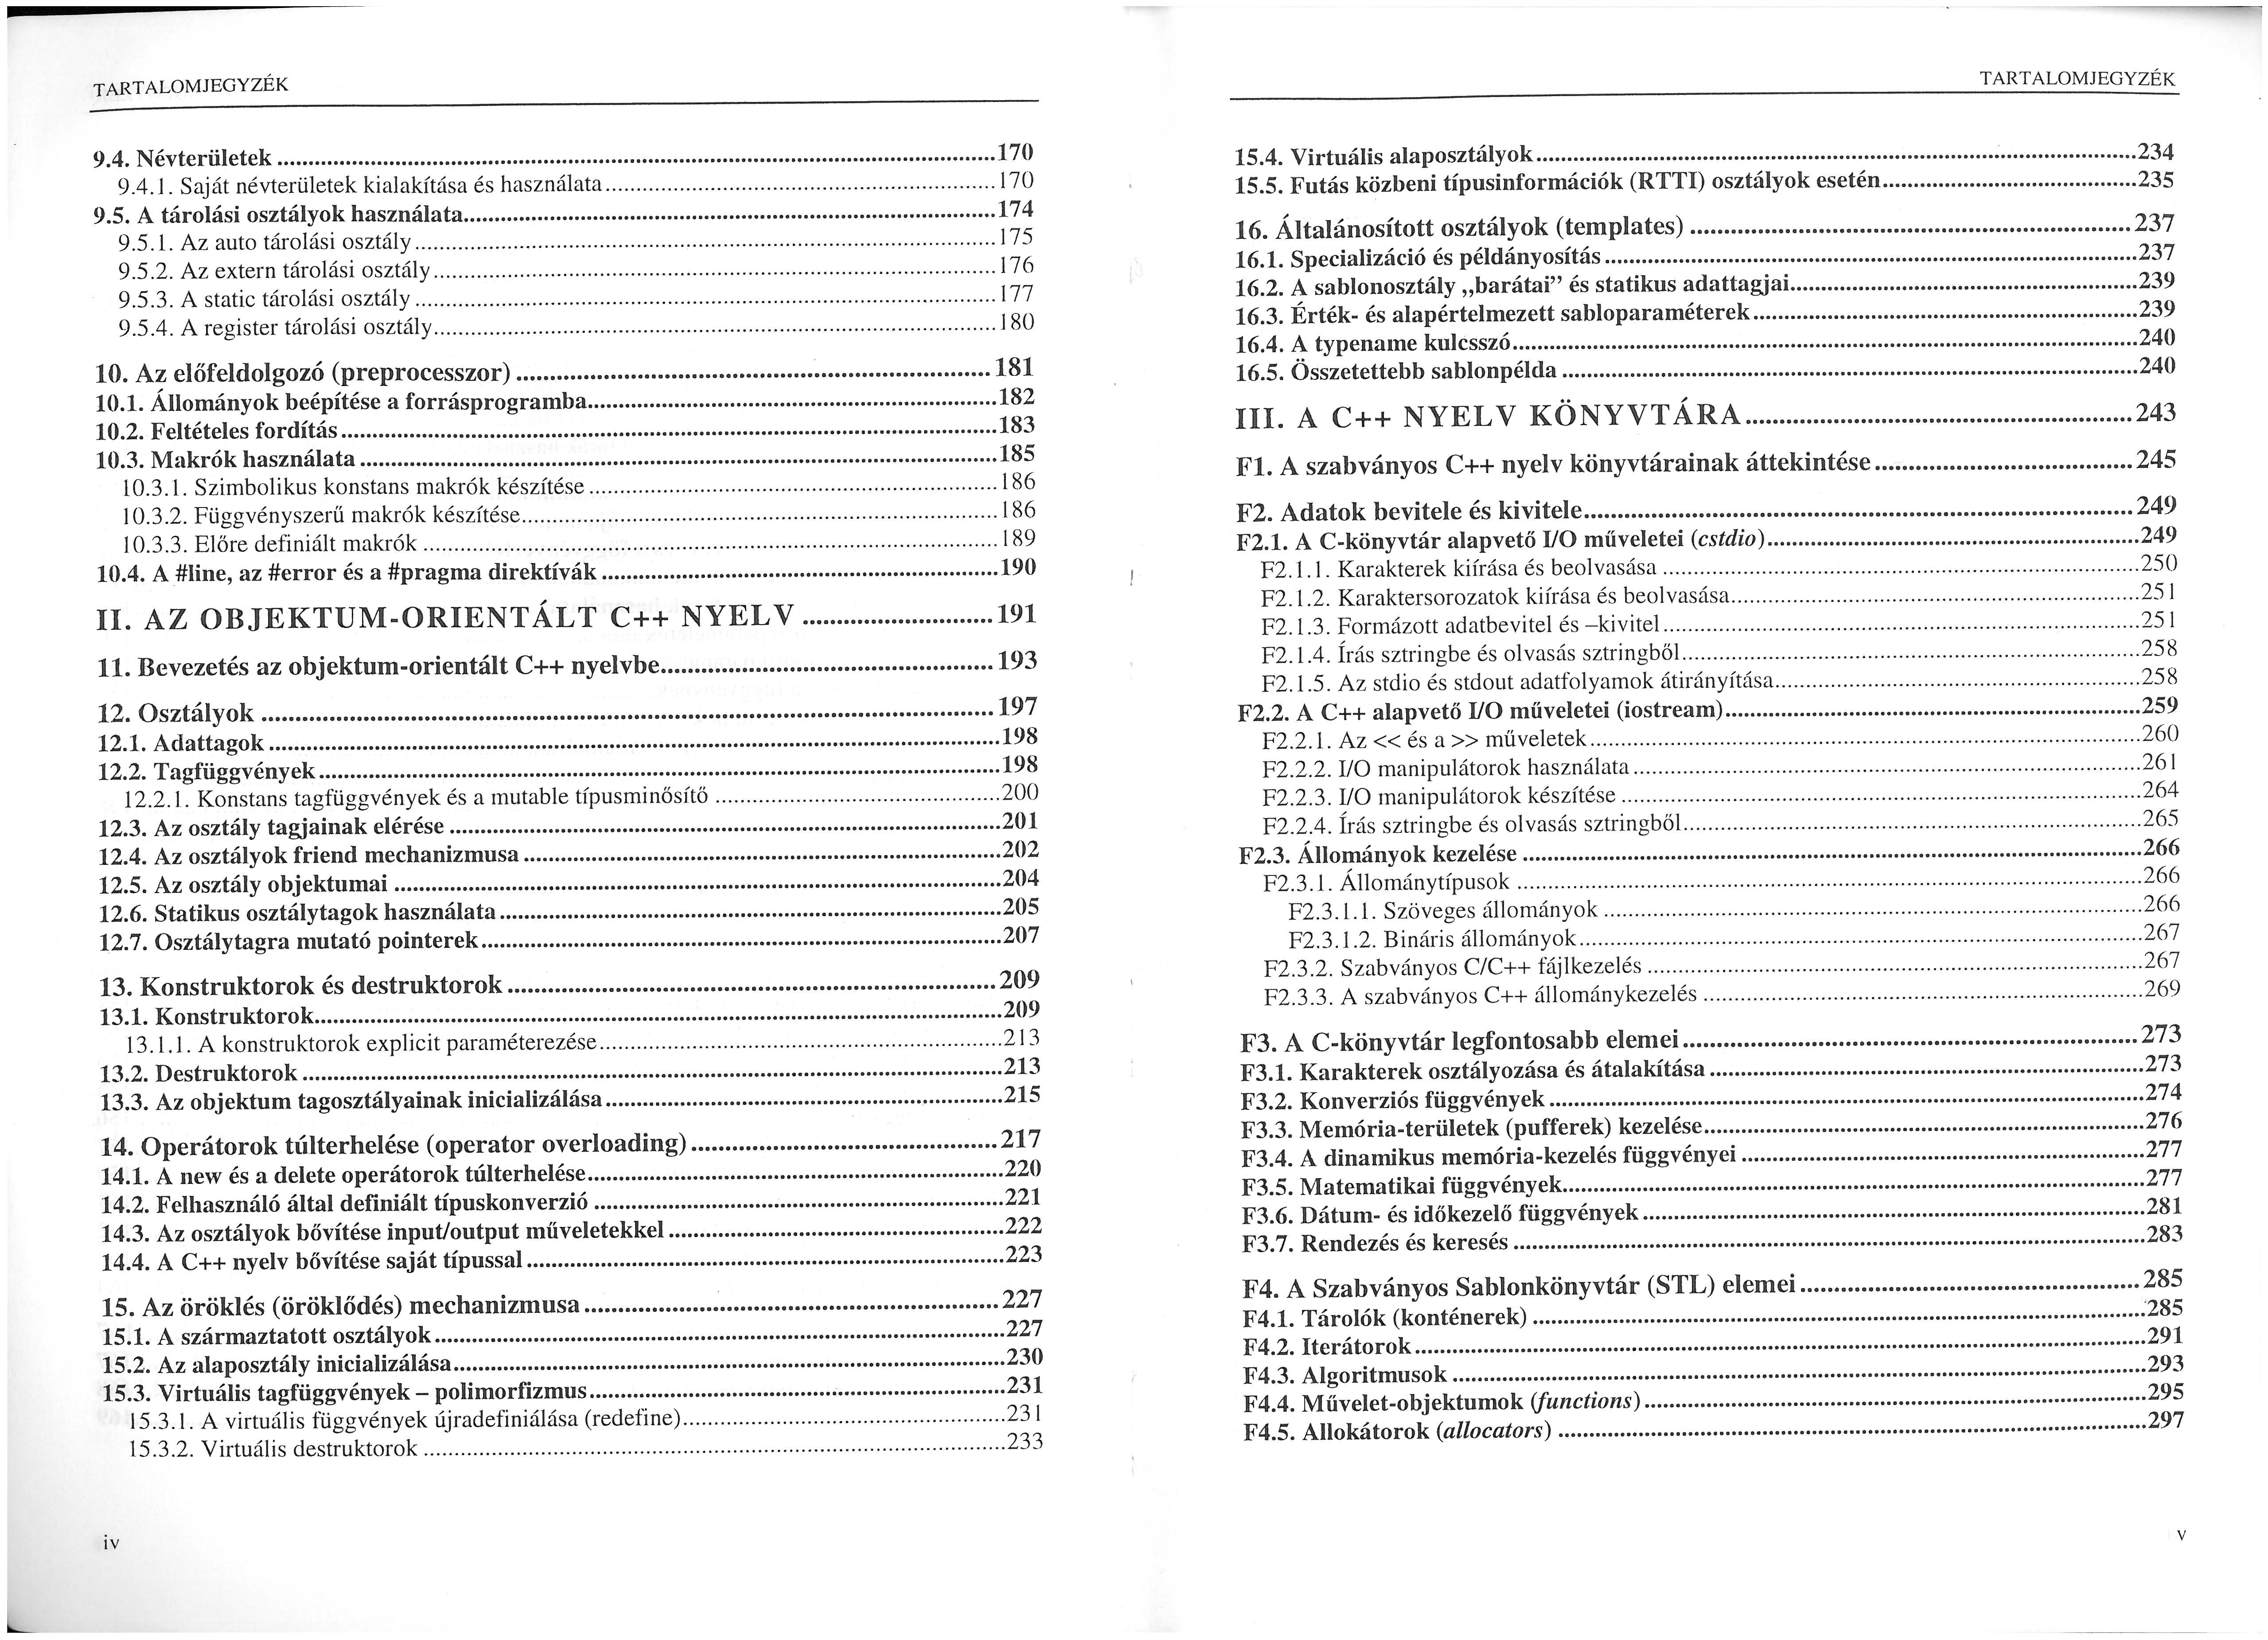 TARTALOMJEGYZÉK
9.4. Névterületek ........ 170
9.4.1. Saját névterületek kialakítása és használata ........ 170
9.5. A tárolási osztályok használata ........ 174
9.5.1. Az auto tárolási osztály ........ 175
9.5.2. Az extern tárolási osztály ........ 176
9.5.3. A static tárolási osztály ........ 177
9.5.4. A register tárolási osztály ........ 180
10. Az előfeldolgozó (preprocesszor) ........ 181
10.1. Állományok beépítése a forrásprogramba ........ 182
10.2. Feltételes fordítás ........ 183
10.3. Makrók használata ........ 185
10.3.1. Szimbolikus konstans makrók készítése ........ 186
10.3.2. Függvényszerű makrók készítése ........ 186
10.3.3. Előre definiált makrók ........ 189
10.4. A #line, az #error és a #pragma direktívák ........ 190
II. AZ OBJEKTUM-ORIENTÁLT C++ NYELV ........ 191
11. Bevezetés az objektum-orientált C++ nyelvbe ........ 193
12. Osztályok ........ 197
12.1. Adattagok ........ 198
12.2. Tagfüggvények ........ 198
12.2.1. Konstans tagfüggvények és a mutable típusminősítő ........ 200
12.3. Az osztály tagjainak elérése ........ 201
12.4. Az osztályok friend mechanizmusa ........ 202
12.5. Az osztály objektumai ........ 204
12.6. Statikus osztálytagok használata ........ 205
12.7. Osztálytagra mutató pointerek ........ 207
13. Konstruktorok és destruktorok ........ 209
13.1. Konstruktorok ........ 209
13.1.1. A konstruktorok explicit paraméterezése ........ 213
13.2. Destruktorok ........ 213
13.3. Az objektum tagosztályainak inicializálása ........ 215
14. Operátorok túlterhelése (operator overloading) ........ 217
14.1. A new és a delete operátorok túlterhelése ........ 220
14.2. Felhasználó által definiált típuskonverzió ........ 221
14.3. Az osztályok bővítése input/output műveletekkel ........ 222
14.4. A C++ nyelv bővítése saját típussal ........ 223
15. Az öröklés (öröklődés) mechanizmusa ........ 227
15.1. A származtatott osztályok ........ 227
15.2. Az alaposztály inicializálása ........ 230
15.3. Virtuális tagfüggvények – polimorfizmus ........ 231
15.3.1. A virtuális függvények újradefiniálása (redefine) ........ 231
15.3.2. Virtuális destruktorok ........ 233
iv
TARTALOMJEGYZÉK
15.4. Virtuális alaposztályok ........ 234
15.5. Futás közbeni típusinformációk (RTTI) osztályok esetén ........ 235
16. Általánosított osztályok (templates) ........ 237
16.1. Specializáció és példányosítás ........ 237
16.2. A sablonosztály „barátai” és statikus adattagjai ........ 239
16.3. Érték- és alapértelmezett sabloparaméterek ........ 239
16.4. A typename kulcsszó ........ 240
16.5. Összetettebb sablonpélda ........ 240
III. A C++ NYELV KÖNYVTÁRA ........ 243
F1. A szabványos C++ nyelv könyvtárainak áttekintése ........ 245
F2. Adatok bevitele és kivitele ........ 249
F2.1. A C-könyvtár alapvető I/O műveletei (cstdio) ........ 249
F2.1.1. Karakterek kiírása és beolvasása ........ 250
F2.1.2. Karaktersorozatok kiírása és beolvasása ........ 251
F2.1.3. Formázott adatbevitel és –kivitel ........ 251
F2.1.4. Írás sztringbe és olvasás sztringből ........ 258
F2.1.5. Az stdio és stdout adatfolyamok átirányítása ........ 258
F2.2. A C++ alapvető I/O műveletei (iostream) ........ 259
F2.2.1. Az << és a >> műveletek ........ 260
F2.2.2. I/O manipulátorok használata ........ 261
F2.2.3. I/O manipulátorok készítése ........ 264
F2.2.4. Írás sztringbe és olvasás sztringből ........ 265
F2.3. Állományok kezelése ........ 266
F2.3.1. Állománytípusok ........ 266
F2.3.1.1. Szöveges állományok ........ 266
F2.3.1.2. Bináris állományok ........ 267
F2.3.2. Szabványos C/C++ fájlkezelés ........ 267
F2.3.3. A szabványos C++ állománykezelés ........ 269
F3. A C-könyvtár legfontosabb elemei ........ 273
F3.1. Karakterek osztályozása és átalakítása ........ 273
F3.2. Konverziós függvények ........ 274
F3.3. Memória-területek (pufferek) kezelése ........ 276
F3.4. A dinamikus memória-kezelés függvényei ........ 277
F3.5. Matematikai függvények ........ 277
F3.6. Dátum- és időkezelő függvények ........ 281
F3.7. Rendezés és keresés ........ 283
F4. A Szabványos Sablonkönyvtár (STL) elemei ........ 285
F4.1. Tárolók (konténerek) ........ 285
F4.2. Iterátorok ........ 291
F4.3. Algoritmusok ........ 293
F4.4. Művelet-objektumok (functions) ........ 295
F4.5. Allokátorok (allocators) ........ 297
v